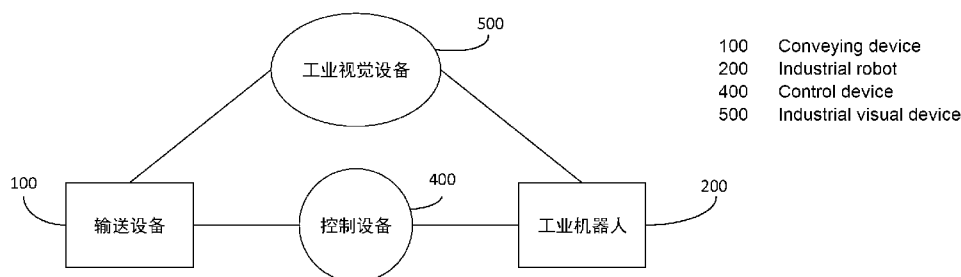 500
工业视觉设备
100 Conveying device
200 Industrial robot
400 Control device
500 Industrial visual device
100
400
200
输送设备
控制设备
工业机器人